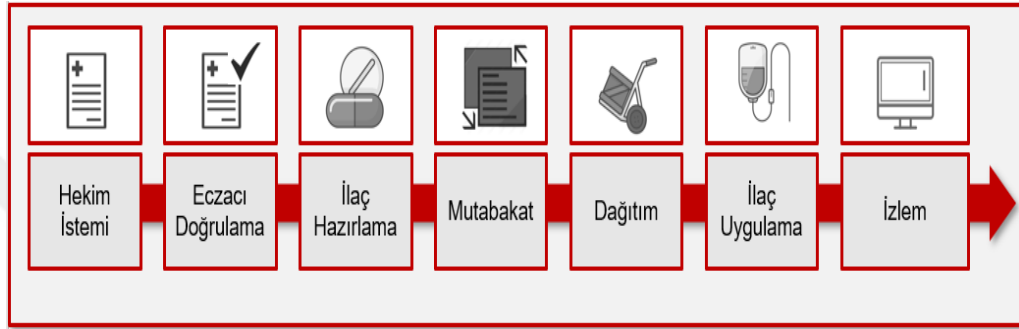 Hekim
İstemi
Eczacı
Doğrulama
İlaç
Hazırlama
Mutabakat
Dağıtım
İlaç
Uygulama
İzlem